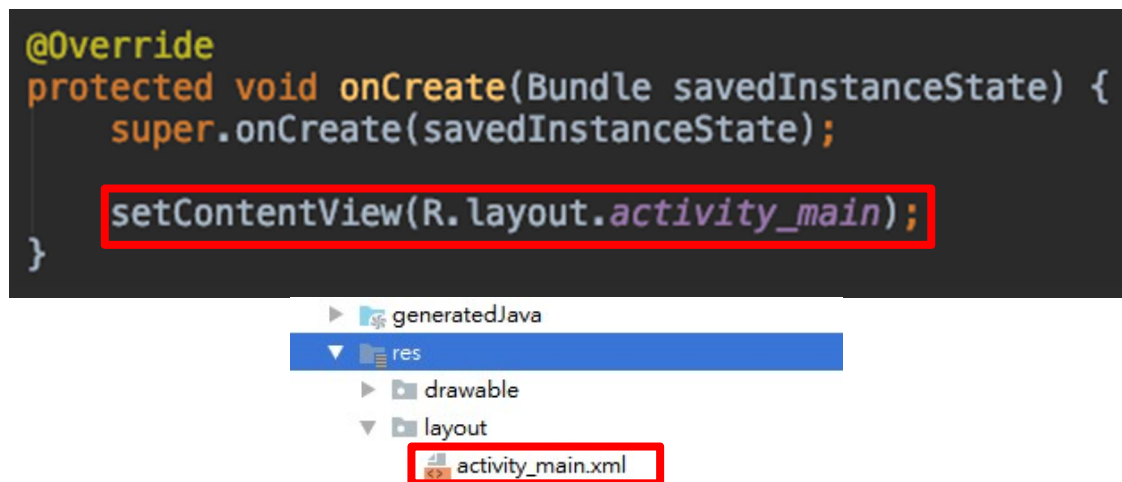 @Override
protected void onCreate(Bundle savedInstanceState) {
super.onCreate(savedInstanceState);
setContentView(R.layout.activity_main);
}
generatedJava
res
drawable
layout
activity_main.xml